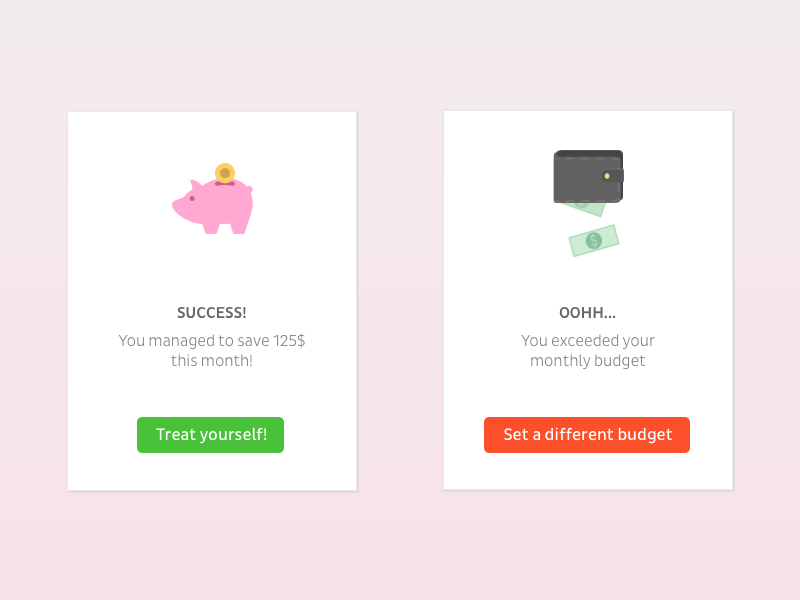 SUCCESS!
You managed to save 125$
this month!
Treat yourself!
$
OOHH...
You exceeded your
monthly budget
Set a different budget